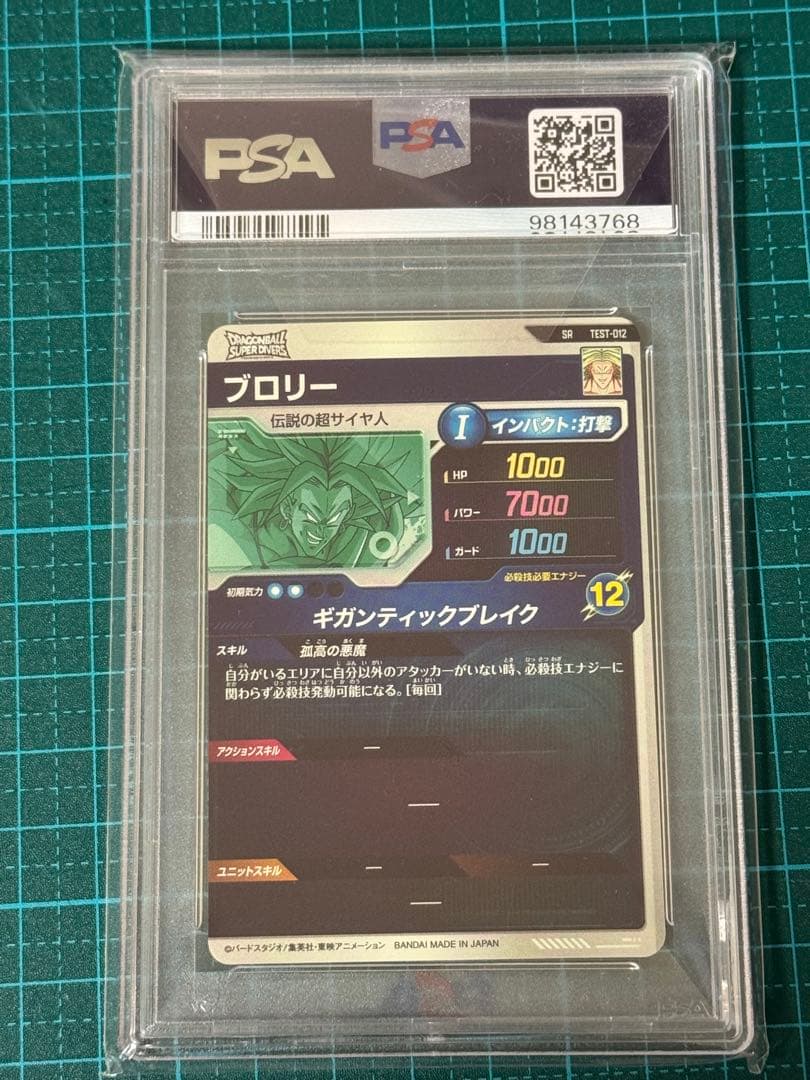 PSA
PSA
98143768
DRAGONBALL
SUPER DIVERS
SR TEST-012
ブロリー
伝説の超サイヤ人
I インパクト:打撃
HP 1000
パワー 7000
ガード 1000
初期気力
必殺技必要エナジー
12
ギガンティックブレイク
スキル 孤高の悪魔
自分がいるエリアに自分以外のアタッカーがいない時、必殺技エナジーに
関わらず必殺技発動可能になる。[毎回]
アクションスキル ー
ー
ユニットスキル ー ー
ー
©バードスタジオ/集英社・東映アニメーション BANDAI MADE IN JAPAN
PSA